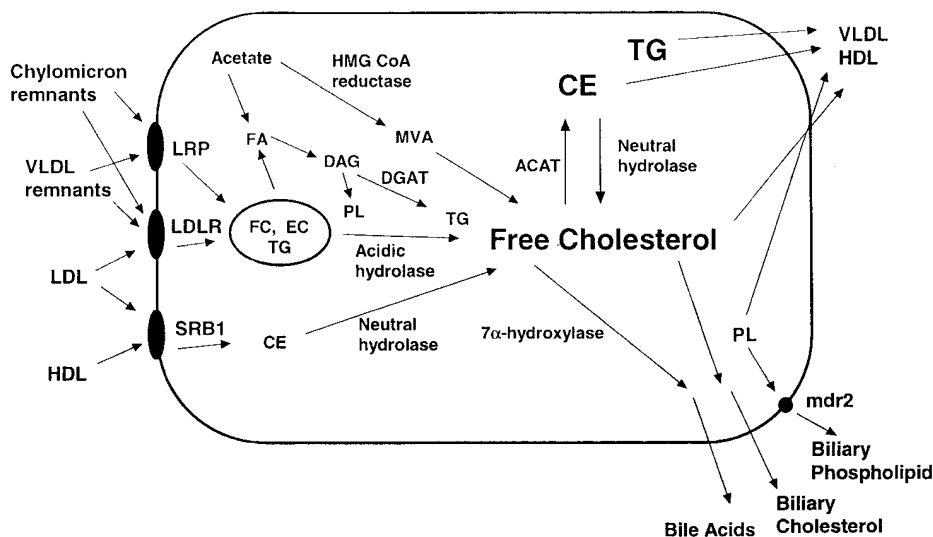 Acetate
HMG CoA
reductase
TG
VLDL
HDL
CE
Chylomicron
remnants
FA
MVA
LRP
DAG
ACAT
Neutral
hydrolase
VLDL
remnants
DGAT
PL
TG
LDLR
FC, EC
TG
Free Cholesterol
Acidic
hydrolase
LDL
SRB1
CE
Neutral
hydrolase
7α-hydroxylase
PL
HDL
mdr2
Biliary
Phospholipid
Biliary
Cholesterol
Bile Acids